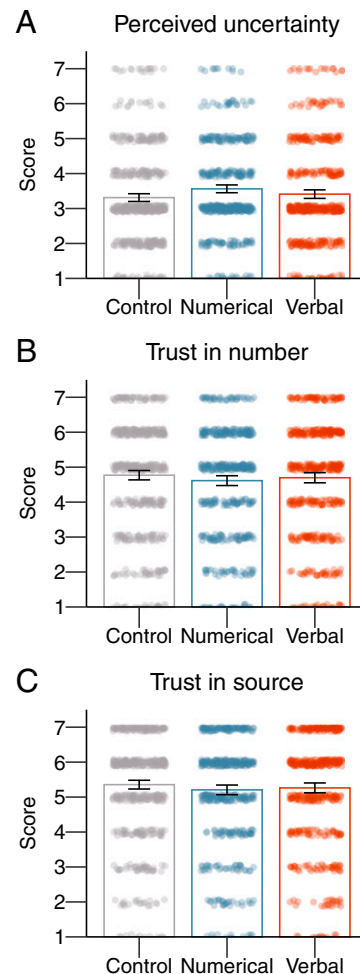 A Perceived uncertainty
7
6
5
4
3
2
1
Score
Control Numerical Verbal
B Trust in number
7
6
5
4
3
2
1
Score
Control Numerical Verbal
C Trust in source
7
6
5
4
3
2
1
Score
Control Numerical Verbal